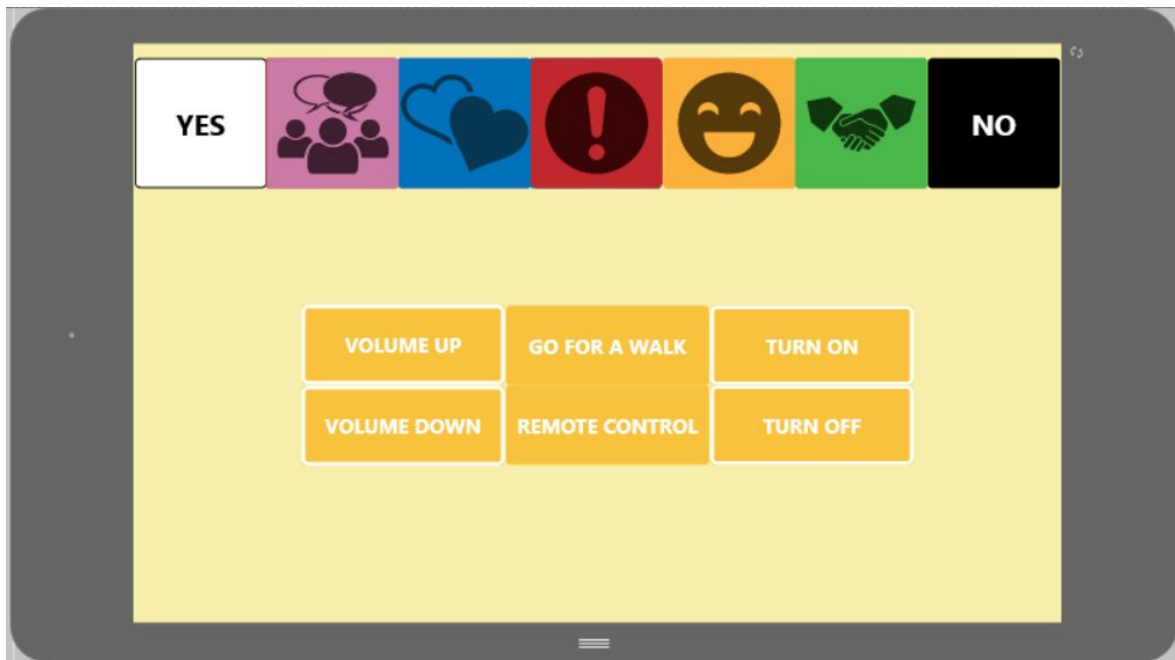 YES
NO
VOLUME UP
GO FOR A WALK
TURN ON
VOLUME DOWN
REMOTE CONTROL
TURN OFF